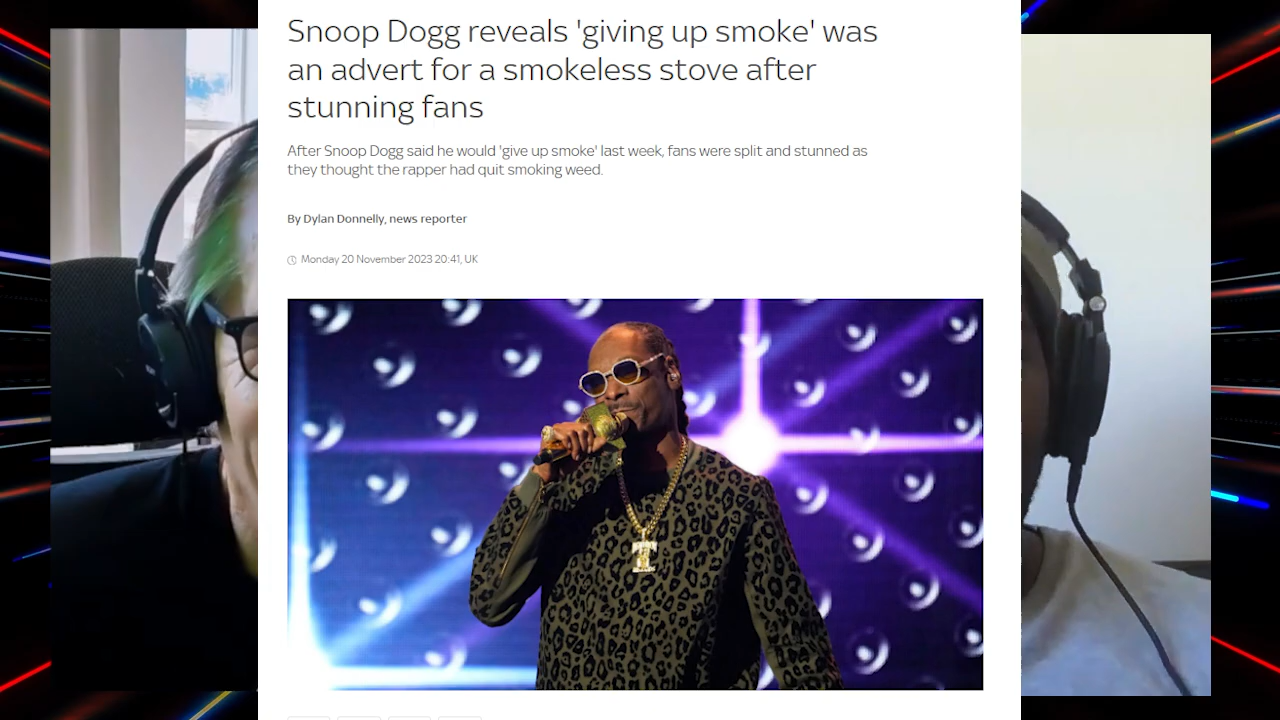 Snoop Dogg reveals 'giving up smoke' was
an advert for a smokeless stove after
stunning fans
After Snoop Dogg said he would 'give up smoke' last week, fans were split and stunned as
they thought the rapper had quit smoking weed.
By Dylan Donnelly, news reporter
Monday 20 November 2023 20:41, UK